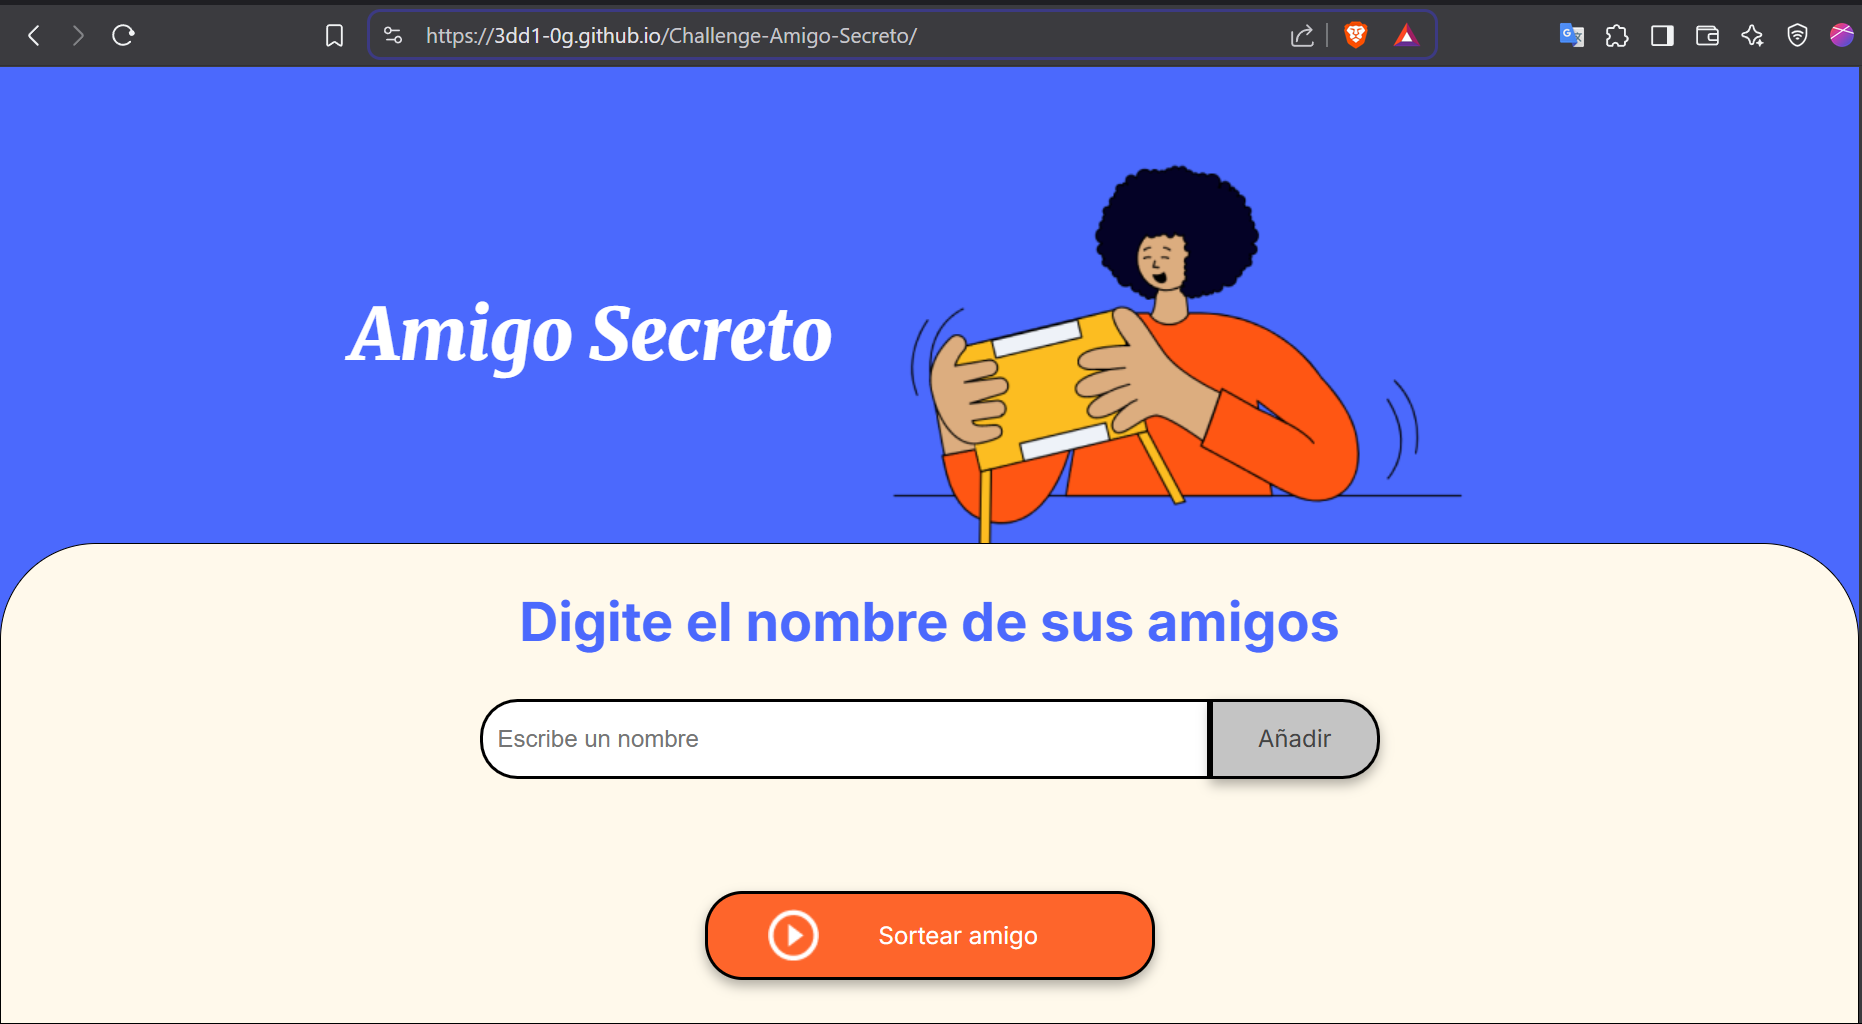 https://3dd1-0g.github.io/Challenge-Amigo-Secreto/
Amigo Secreto
Digite el nombre de sus amigos
Escribe un nombre
Añadir
Sortear amigo